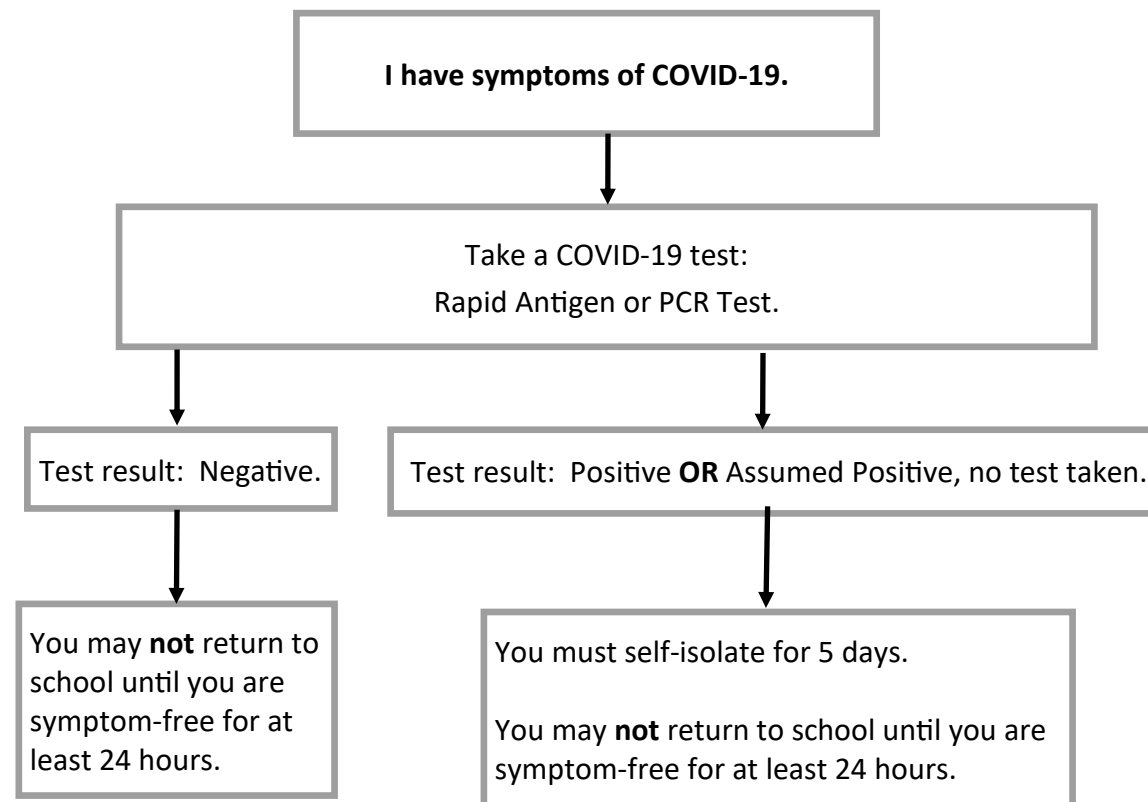 I have symptoms of COVID-19.
Take a COVID-19 test:
Rapid Antigen or PCR Test.
Test result:  Negative.
Test result:  Positive OR Assumed Positive, no test taken.
You may not return to
school until you are
symptom-free for at
least 24 hours.
You must self-isolate for 5 days.
You may not return to school until you are
symptom-free for at least 24 hours.